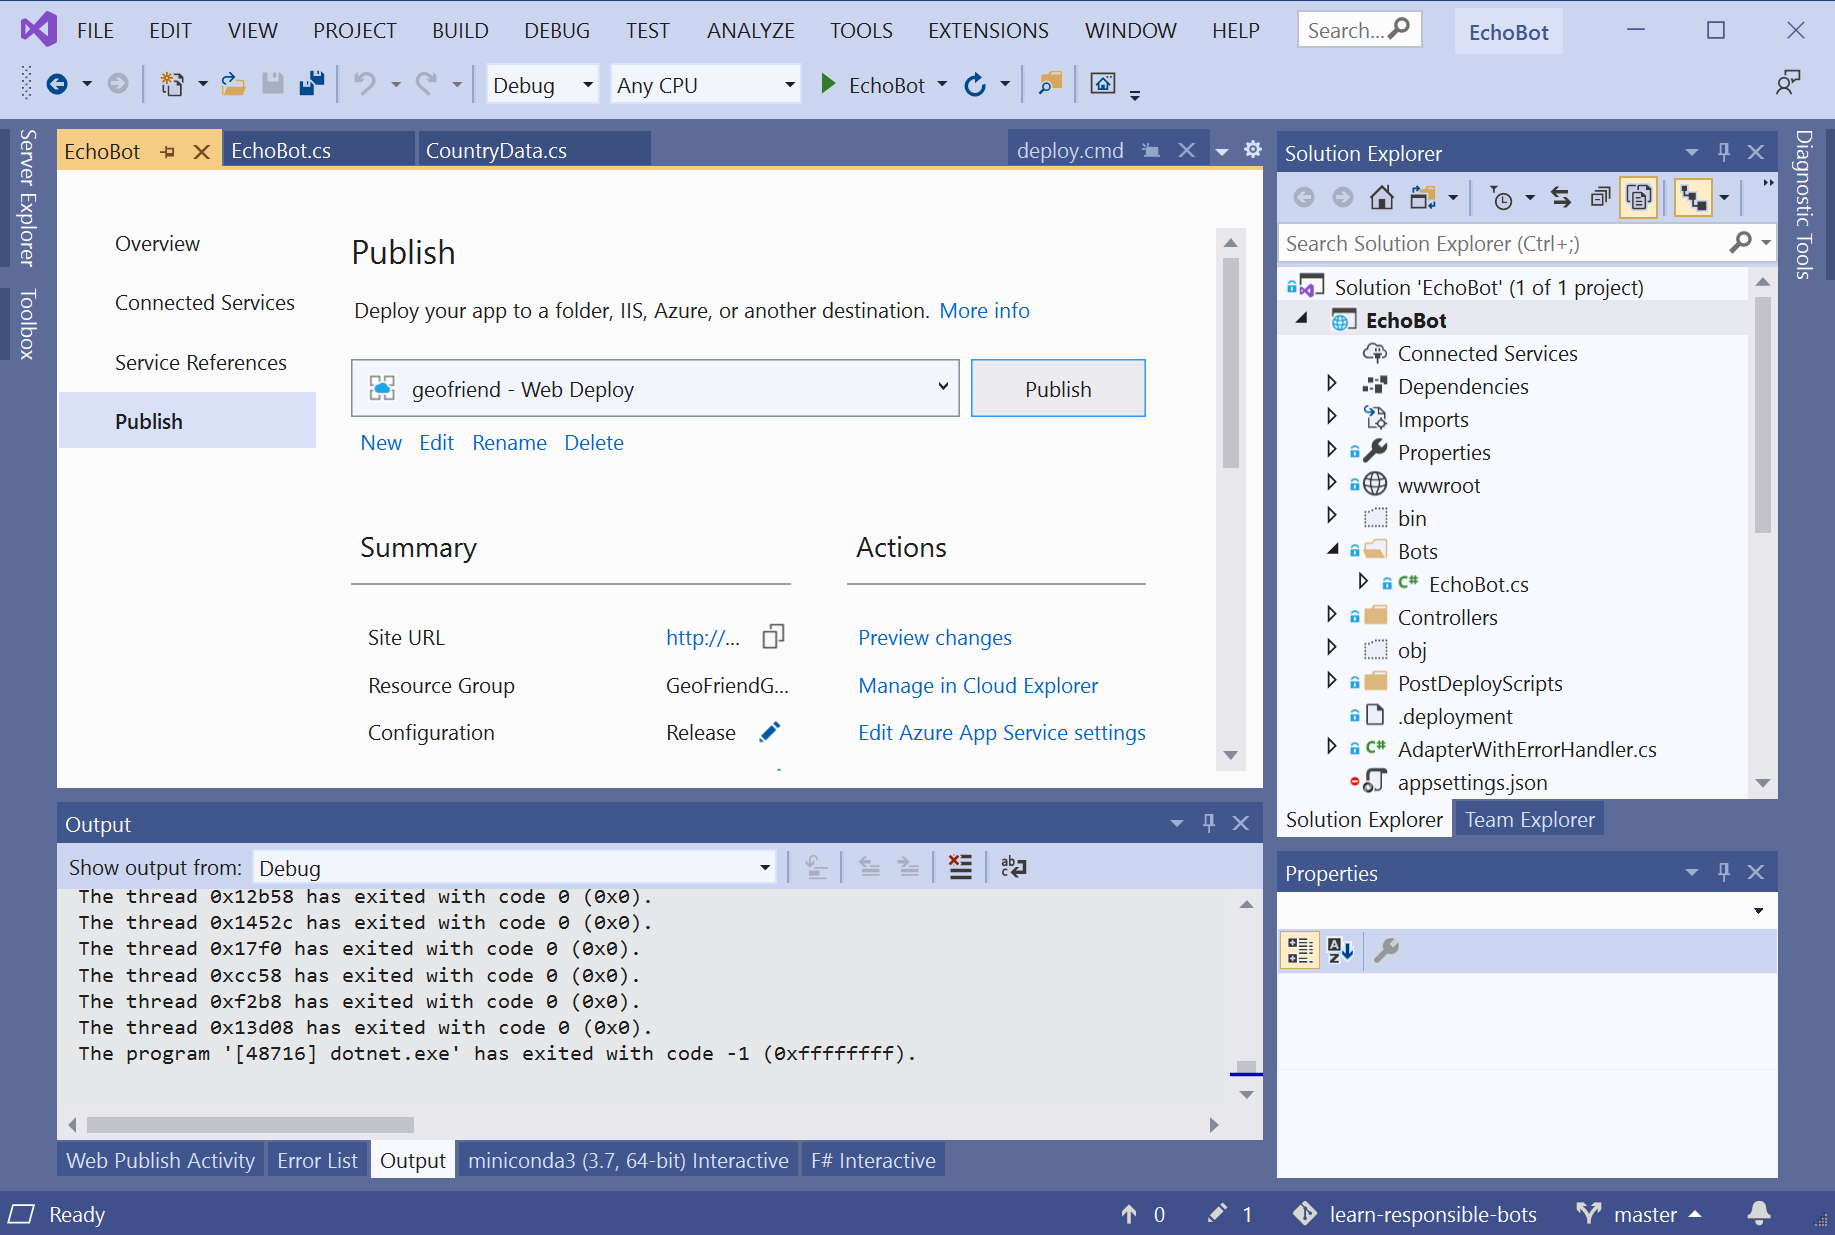 FILE EDIT VIEW PROJECT BUILD DEBUG TEST ANALYZE TOOLS EXTENSIONS WINDOW HELP Search... EchoBot
Debug Any CPU EchoBot
Server Explorer
Toolbox
EchoBot EchoBot.cs CountryData.cs deploy.cmd
Overview
Connected Services
Service References
Publish
Publish
Deploy your app to a folder, IIS, Azure, or another destination. More info
geofriend - Web Deploy Publish
New Edit Rename Delete
Summary Actions
Site URL http://... Preview changes
Resource Group GeoFriendG... Manage in Cloud Explorer
Configuration Release Edit Azure App Service settings
Output
Show output from: Debug
The thread 0x12b58 has exited with code 0 (0x0).
The thread 0x1452c has exited with code 0 (0x0).
The thread 0x17f0 has exited with code 0 (0x0).
The thread 0xcc58 has exited with code 0 (0x0).
The thread 0xf2b8 has exited with code 0 (0x0).
The thread 0x13d08 has exited with code 0 (0x0).
The program '[48716] dotnet.exe' has exited with code -1 (0xffffffff).
Web Publish Activity Error List Output miniconda3 (3.7, 64-bit) Interactive F# Interactive
Solution Explorer
Search Solution Explorer (Ctrl+;)
Solution 'EchoBot' (1 of 1 project)
EchoBot
Connected Services
Dependencies
Imports
Properties
wwwroot
bin
Bots
C# EchoBot.cs
Controllers
obj
PostDeployScripts
.deployment
C# AdapterWithErrorHandler.cs
appsettings.json
Solution Explorer Team Explorer
Properties
Diagnostic Tools
Ready 0 1 learn-responsible-bots master